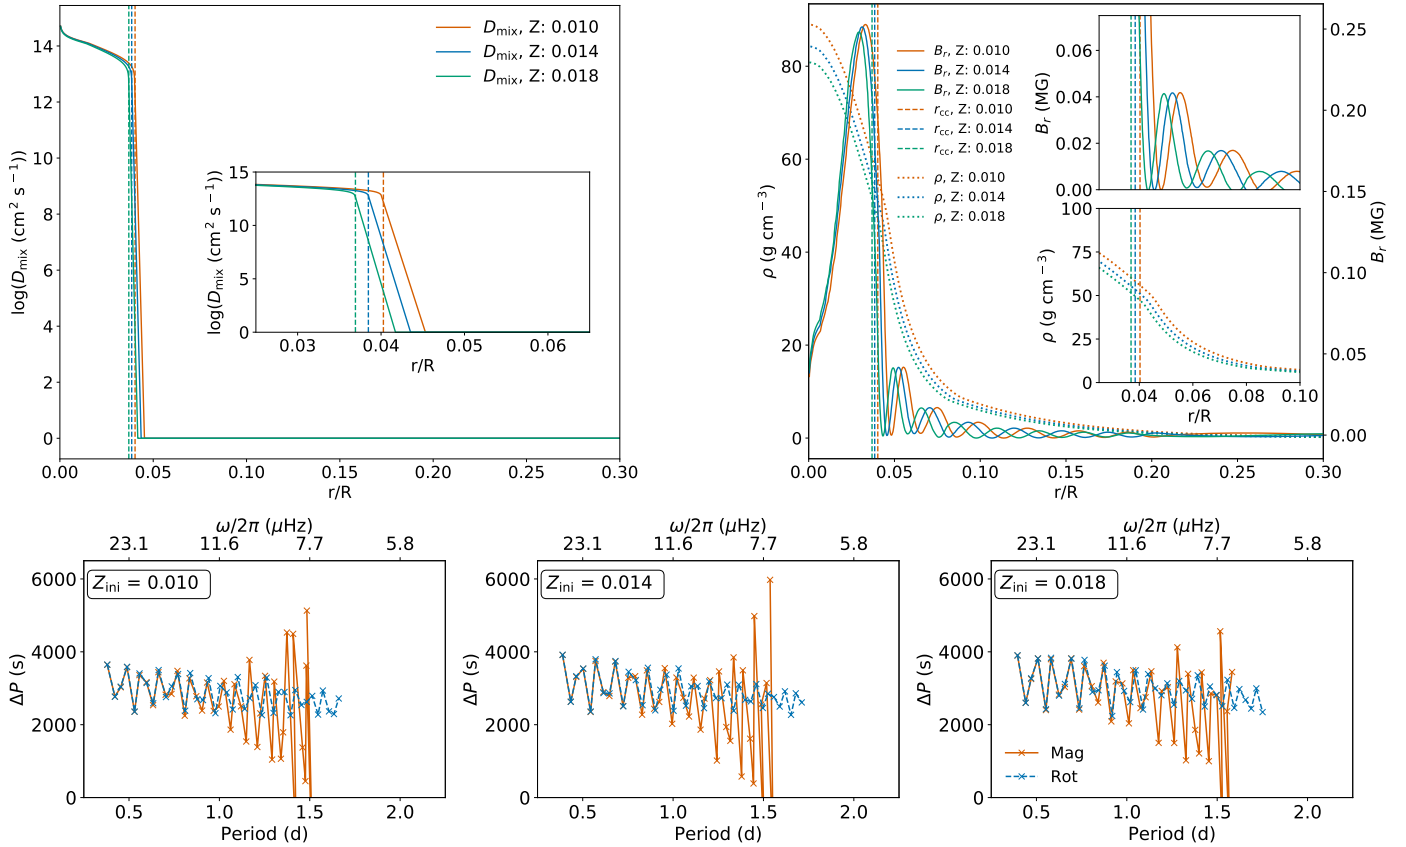 D_mix, Z: 0.010
D_mix, Z: 0.014
D_mix, Z: 0.018
log(D_mix (cm² s⁻¹))
14
12
10
8
6
4
2
0
0.00 0.05 0.10 0.15 0.20 0.25 0.30
r/R
log(D_mix (cm² s⁻¹))
15
10
5
0
0.03 0.04 0.05 0.06
r/R
B_r, Z: 0.010
B_r, Z: 0.014
B_r, Z: 0.018
r_cc, Z: 0.010
r_cc, Z: 0.014
r_cc, Z: 0.018
ρ, Z: 0.010
ρ, Z: 0.014
ρ, Z: 0.018
ρ (g cm⁻³)
80
60
40
20
0
0.00 0.05 0.10 0.15 0.20 0.25 0.30
r/R
B_r (MG)
0.25
0.20
0.15
0.10
0.05
0.00
B_r (MG)
0.06
0.04
0.02
0.00
ρ (g cm⁻³)
100
75
50
25
0
0.04 0.06 0.08 0.10
r/R
ω/2π (μHz)
23.1 11.6 7.7 5.8
Z_ini = 0.010
ΔP (s)
6000
4000
2000
0
0.5 1.0 1.5 2.0
Period (d)
ω/2π (μHz)
23.1 11.6 7.7 5.8
Z_ini = 0.014
ΔP (s)
6000
4000
2000
0
0.5 1.0 1.5 2.0
Period (d)
ω/2π (μHz)
23.1 11.6 7.7 5.8
Z_ini = 0.018
ΔP (s)
6000
4000
2000
0
Mag
Rot
0.5 1.0 1.5 2.0
Period (d)